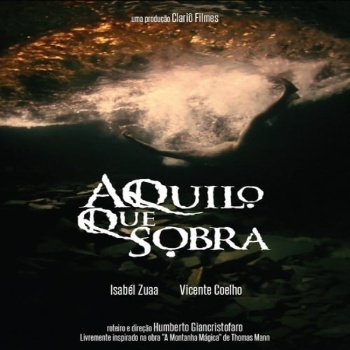 uma produção Clariô Filmes
AQUILO
QUE SOBRA
Isabél Zuaa Vicente Coelho
roteiro e direção Humberto Giancristofaro
Livremente inspirado na obra "A Montanha Mágica" de Thomas Mann